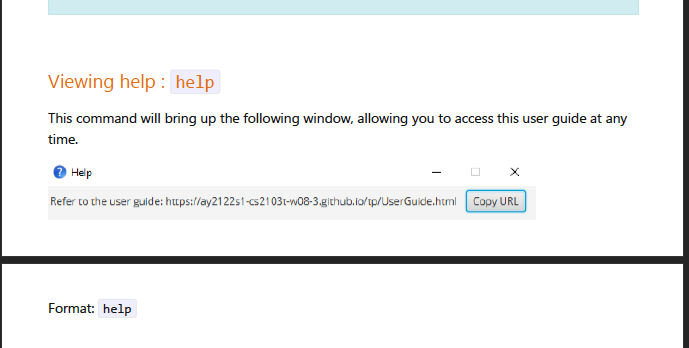 Viewing help : help
This command will bring up the following window, allowing you to access this user guide at any
time.
Help
Refer to the user guide: https://ay2122s1-cs2103t-w08-3.github.io/tp/UserGuide.html Copy URL
Format: help